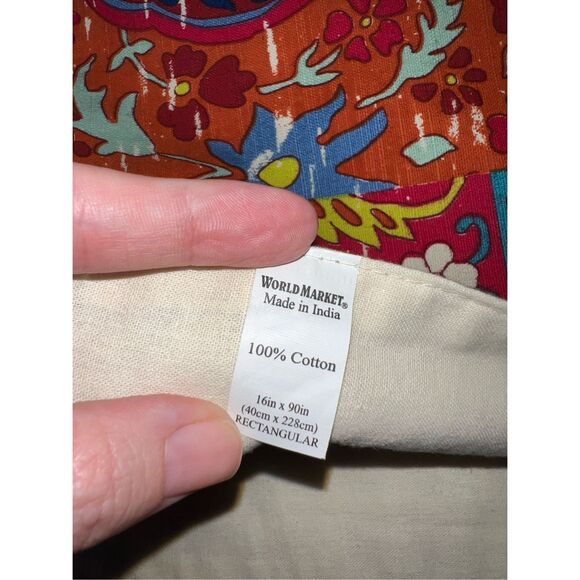 WORLD MARKET®
Made in India
100% Cotton
16in x 90in
(40cm x 228cm)
RECTANGULAR